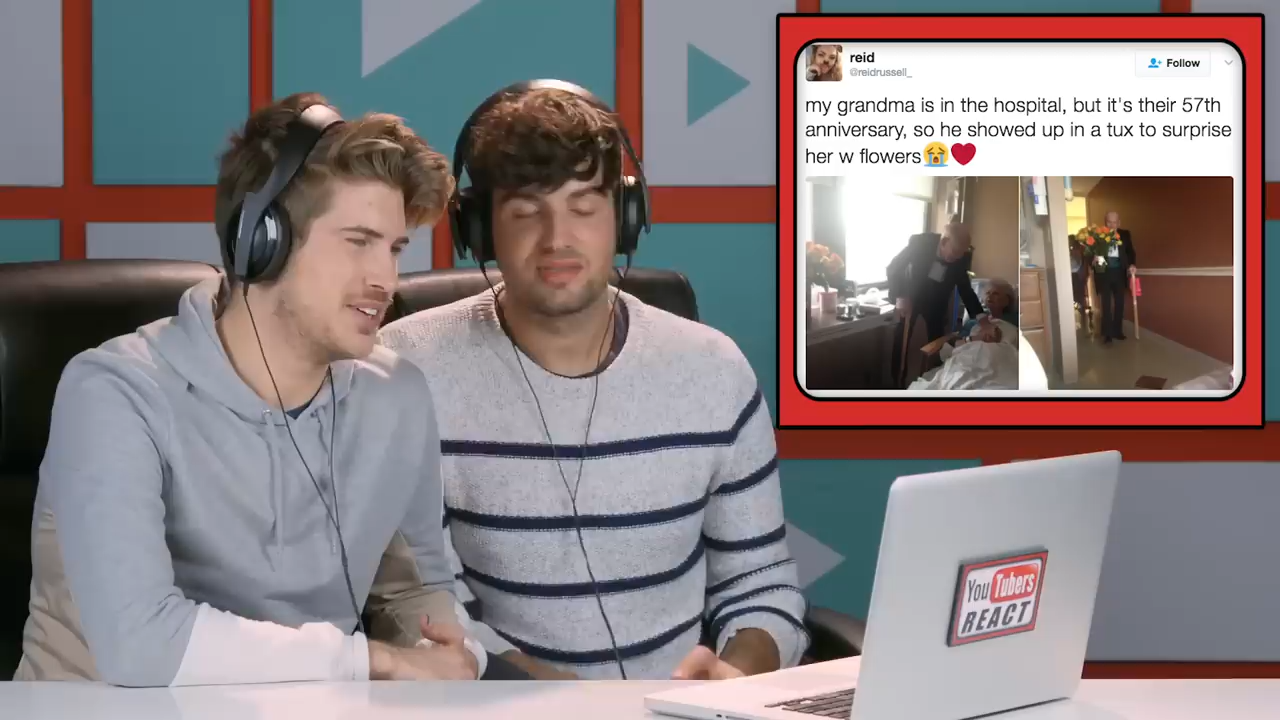 reid
@reidrussell_
Follow
my grandma is in the hospital, but it's their 57th
anniversary, so he showed up in a tux to surprise
her w flowers😭❤️
YouTubers
REACT